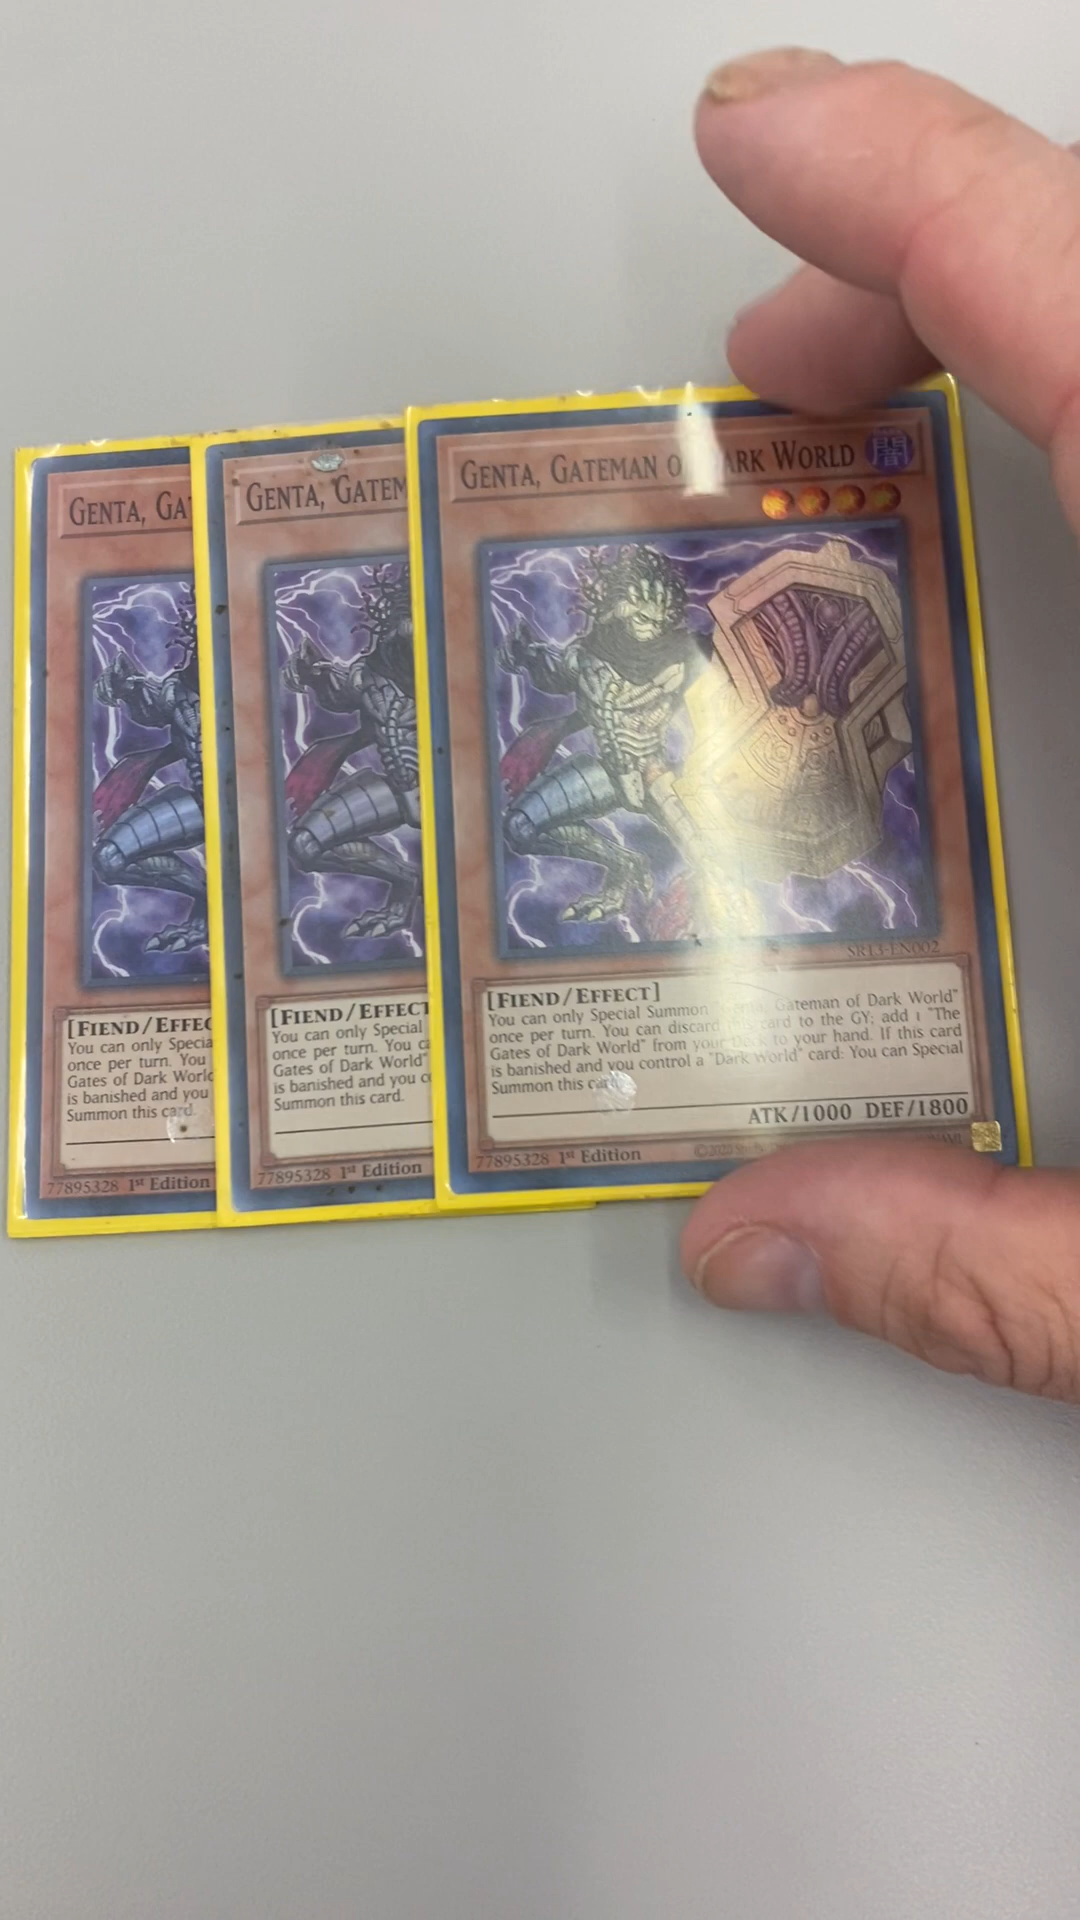 GENTA, GA
[FIEND/EFFEC
You can only Specia
once per turn. You
Gates of Dark World
is banished and you
Summon this card.
77895328 1st Edition
GENTA, GATEM
[FIEND/EFFECT
You can only Special
once per turn. You ca
Gates of Dark World"
is banished and you co
Summon this card.
77895328 1st Edition
GENTA, GATEMAN O ARK WORLD
闇
SR13-EN002
[FIEND/EFFECT]
You can only Special Summon Gateman of Dark World"
once per turn. You can discard this card to the GY; add 1 "The
Gates of Dark World" from your Deck to your hand. If this card
is banished and you control a "Dark World" card: You can Special
Summon this card.
ATK/1000 DEF/1800
77895328 1st Edition